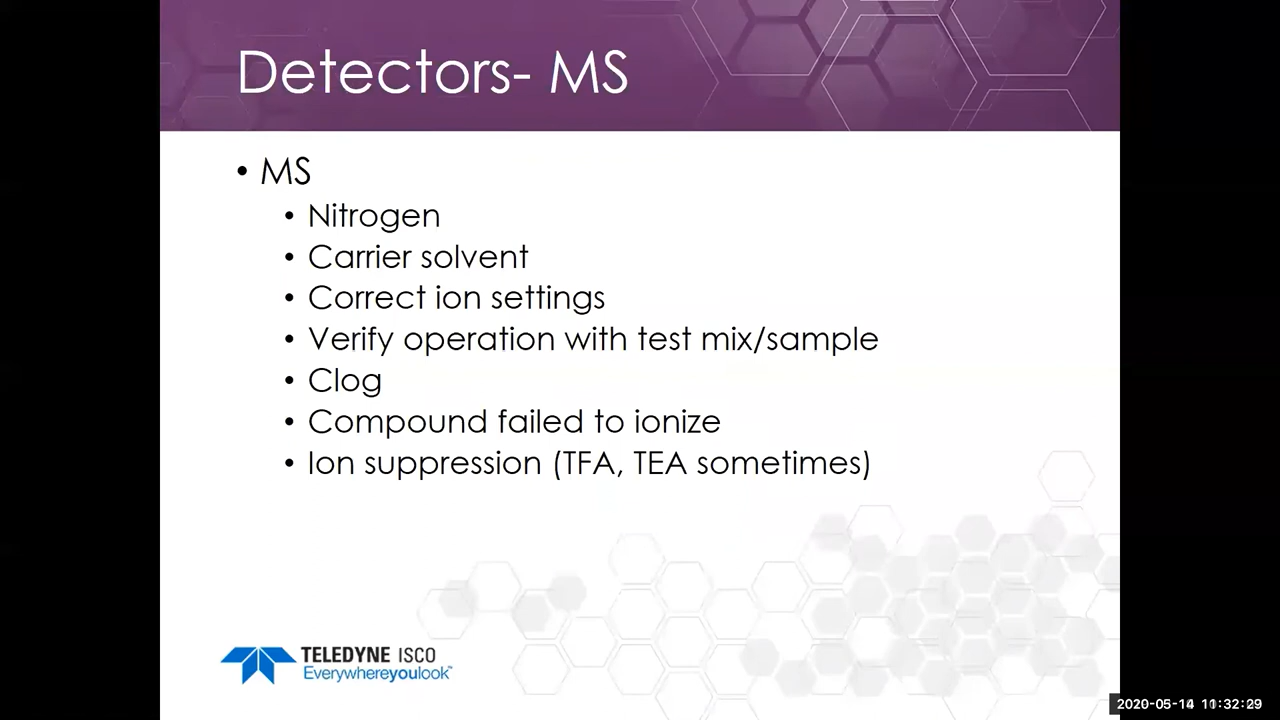 Detectors- MS
• MS
• Nitrogen
• Carrier solvent
• Correct ion settings
• Verify operation with test mix/sample
• Clog
• Compound failed to ionize
• Ion suppression (TFA, TEA sometimes)
TELEDYNE ISCO
Everywhereyoulook™
2020-05-14 11:32:29